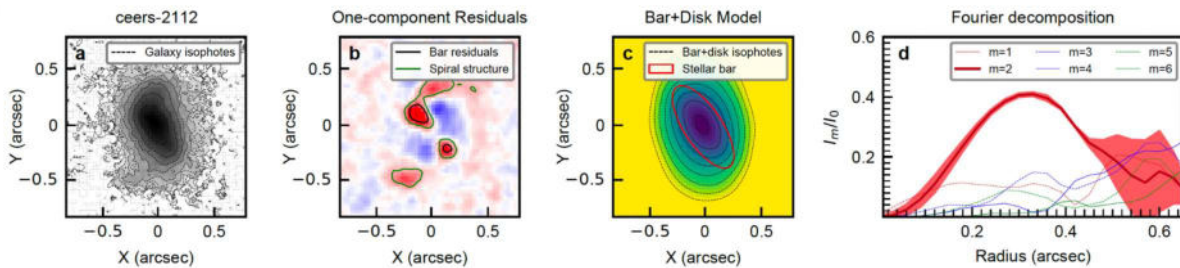 ceers-2112
a
Galaxy isophotes
0.5
0.0
−0.5
Y (arcsec)
−0.5 0.0 0.5
X (arcsec)
One-component Residuals
b
Bar residuals
Spiral structure
0.5
0.0
−0.5
Y (arcsec)
−0.5 0.0 0.5
X (arcsec)
Bar+Disk Model
c
Bar+disk isophotes
Stellar bar
0.5
0.0
−0.5
Y (arcsec)
−0.5 0.0 0.5
X (arcsec)
Fourier decomposition
d
m=1 m=3 m=5
m=2 m=4 m=6
0.6
0.4
0.2
Im/I0
0.2 0.4 0.6
Radius (arcsec)